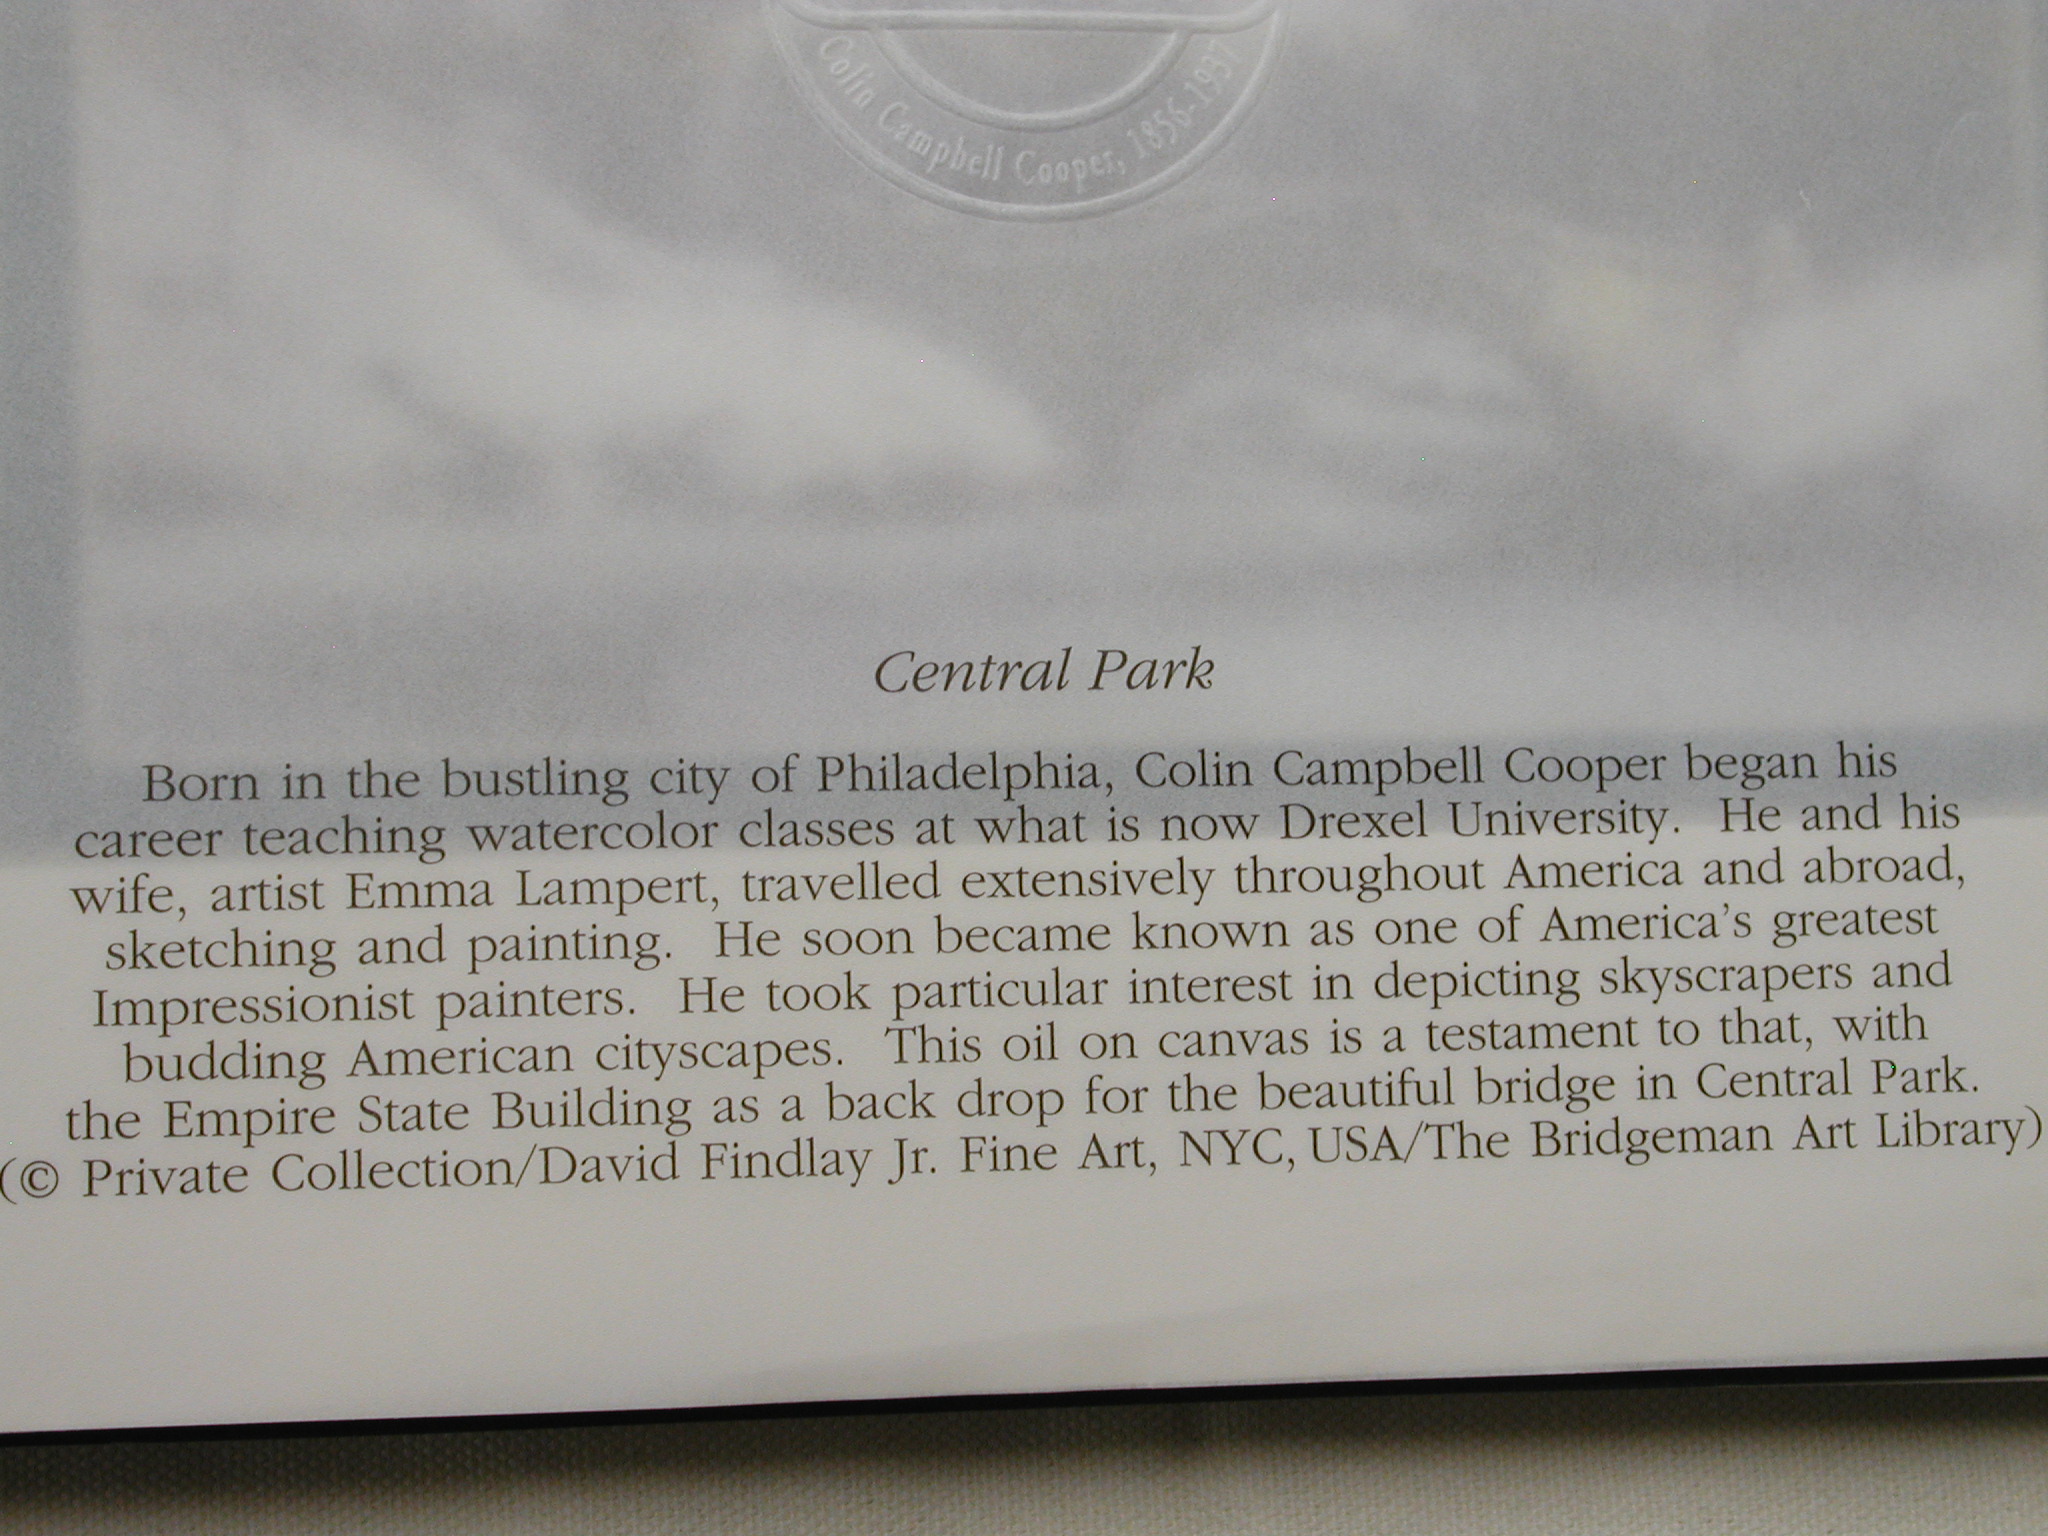 Colin Campbell Cooper, 1856-1937
Central Park
Born in the bustling city of Philadelphia, Colin Campbell Cooper began his
career teaching watercolor classes at what is now Drexel University. He and his
wife, artist Emma Lampert, travelled extensively throughout America and abroad,
sketching and painting. He soon became known as one of America's greatest
Impressionist painters. He took particular interest in depicting skyscrapers and
budding American cityscapes. This oil on canvas is a testament to that, with
the Empire State Building as a back drop for the beautiful bridge in Central Park.
(© Private Collection/David Findlay Jr. Fine Art, NYC, USA/The Bridgeman Art Library)